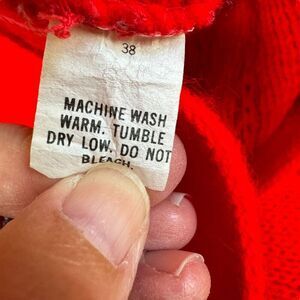 38
MACHINE WASH
WARM. TUMBLE
DRY LOW. DO NOT
BLEACH.